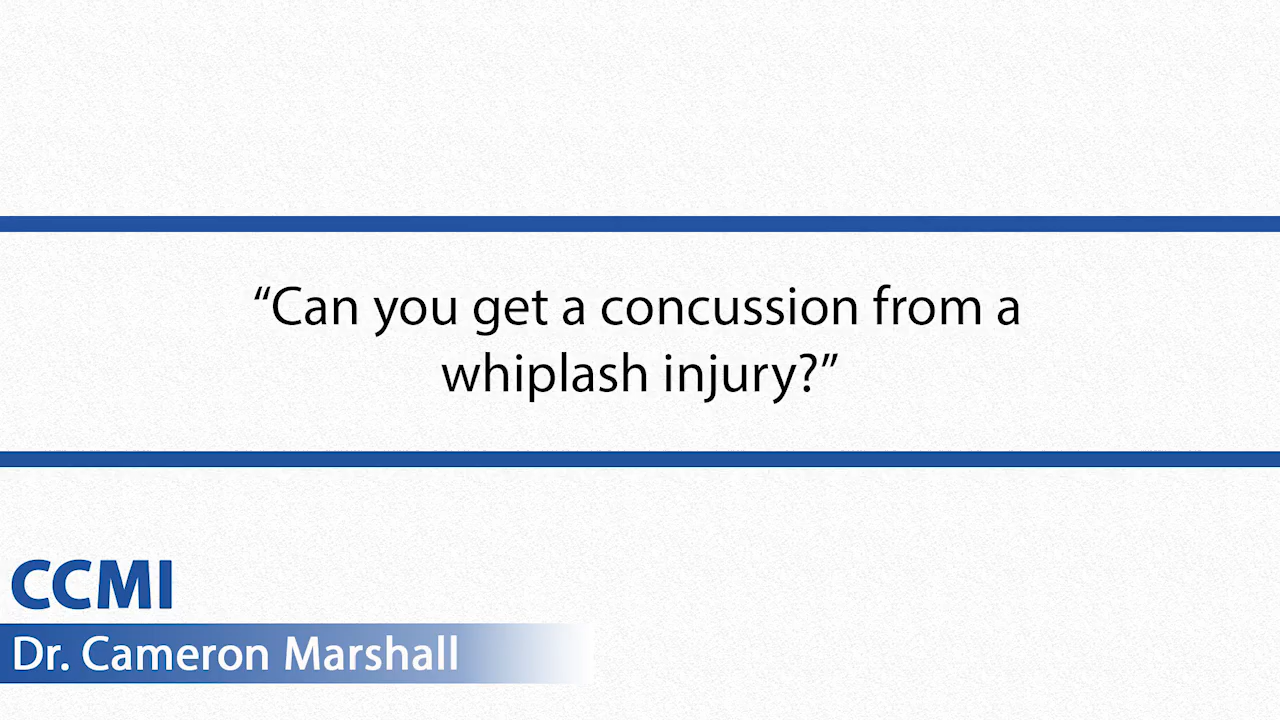 “Can you get a concussion from a
whiplash injury?”
CCMI
Dr. Cameron Marshall